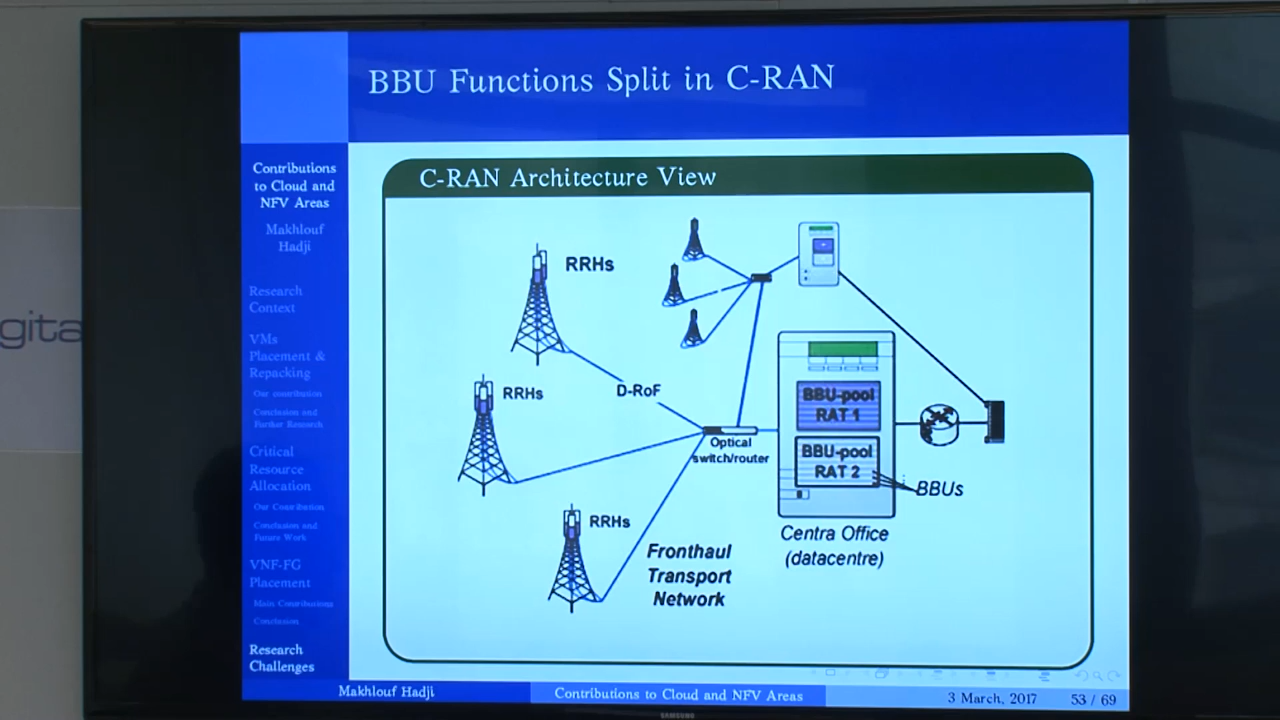 BBU Functions Split in C-RAN
Contributions
to Cloud and
NFV Areas
Makhlouf
Hadji
Research
Context
VMs
Placement &
Repacking
Our contribution
Conclusion and
Further Research
Critical
Resource
Allocation
Our Contribution
Conclusion and
Future Work
VNF-FG
Placement
Main Contributions
Conclusion
Research
Challenges
C-RAN Architecture View
RRHs
RRHs
D-RoF
BBU-pool
RAT 1
Optical
switch/router
BBU-pool
RAT 2
BBUs
RRHs
Centra Office
(datacentre)
Fronthaul
Transport
Network
Makhlouf Hadji
Contributions to Cloud and NFV Areas
3 March, 2017
53 / 69
gita
SAMSUNG